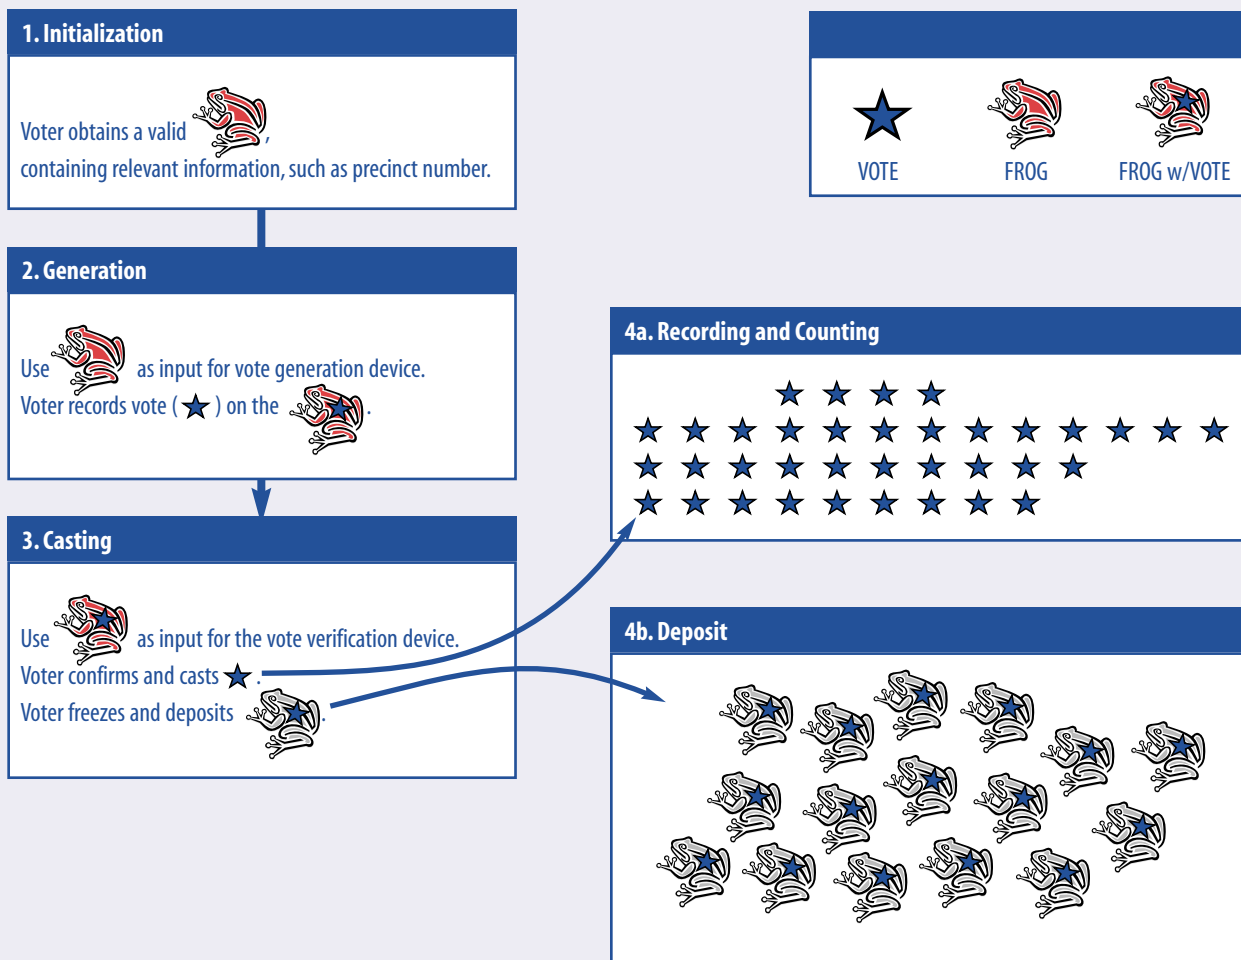 1. Initialization
Voter obtains a valid ,
containing relevant information, such as precinct number.
VOTE
FROG
FROG w/VOTE
2. Generation
Use as input for vote generation device.
Voter records vote ( ) on the .
3. Casting
Use as input for the vote verification device.
Voter confirms and casts .
Voter freezes and deposits .
4a. Recording and Counting
4b. Deposit